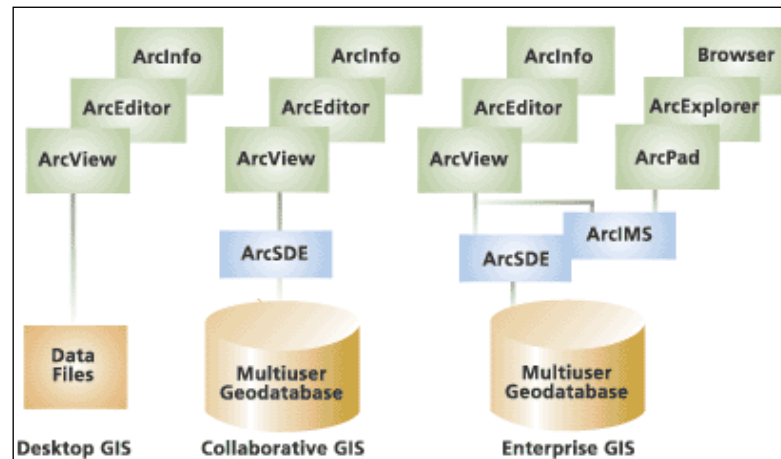 ArcInfo
ArcEditor
ArcView
Data
Files
Desktop GIS
ArcInfo
ArcEditor
ArcView
ArcSDE
Multiuser
Geodatabase
Collaborative GIS
ArcInfo
ArcEditor
ArcView
Browser
ArcExplorer
ArcPad
ArcIMS
ArcSDE
Multiuser
Geodatabase
Enterprise GIS